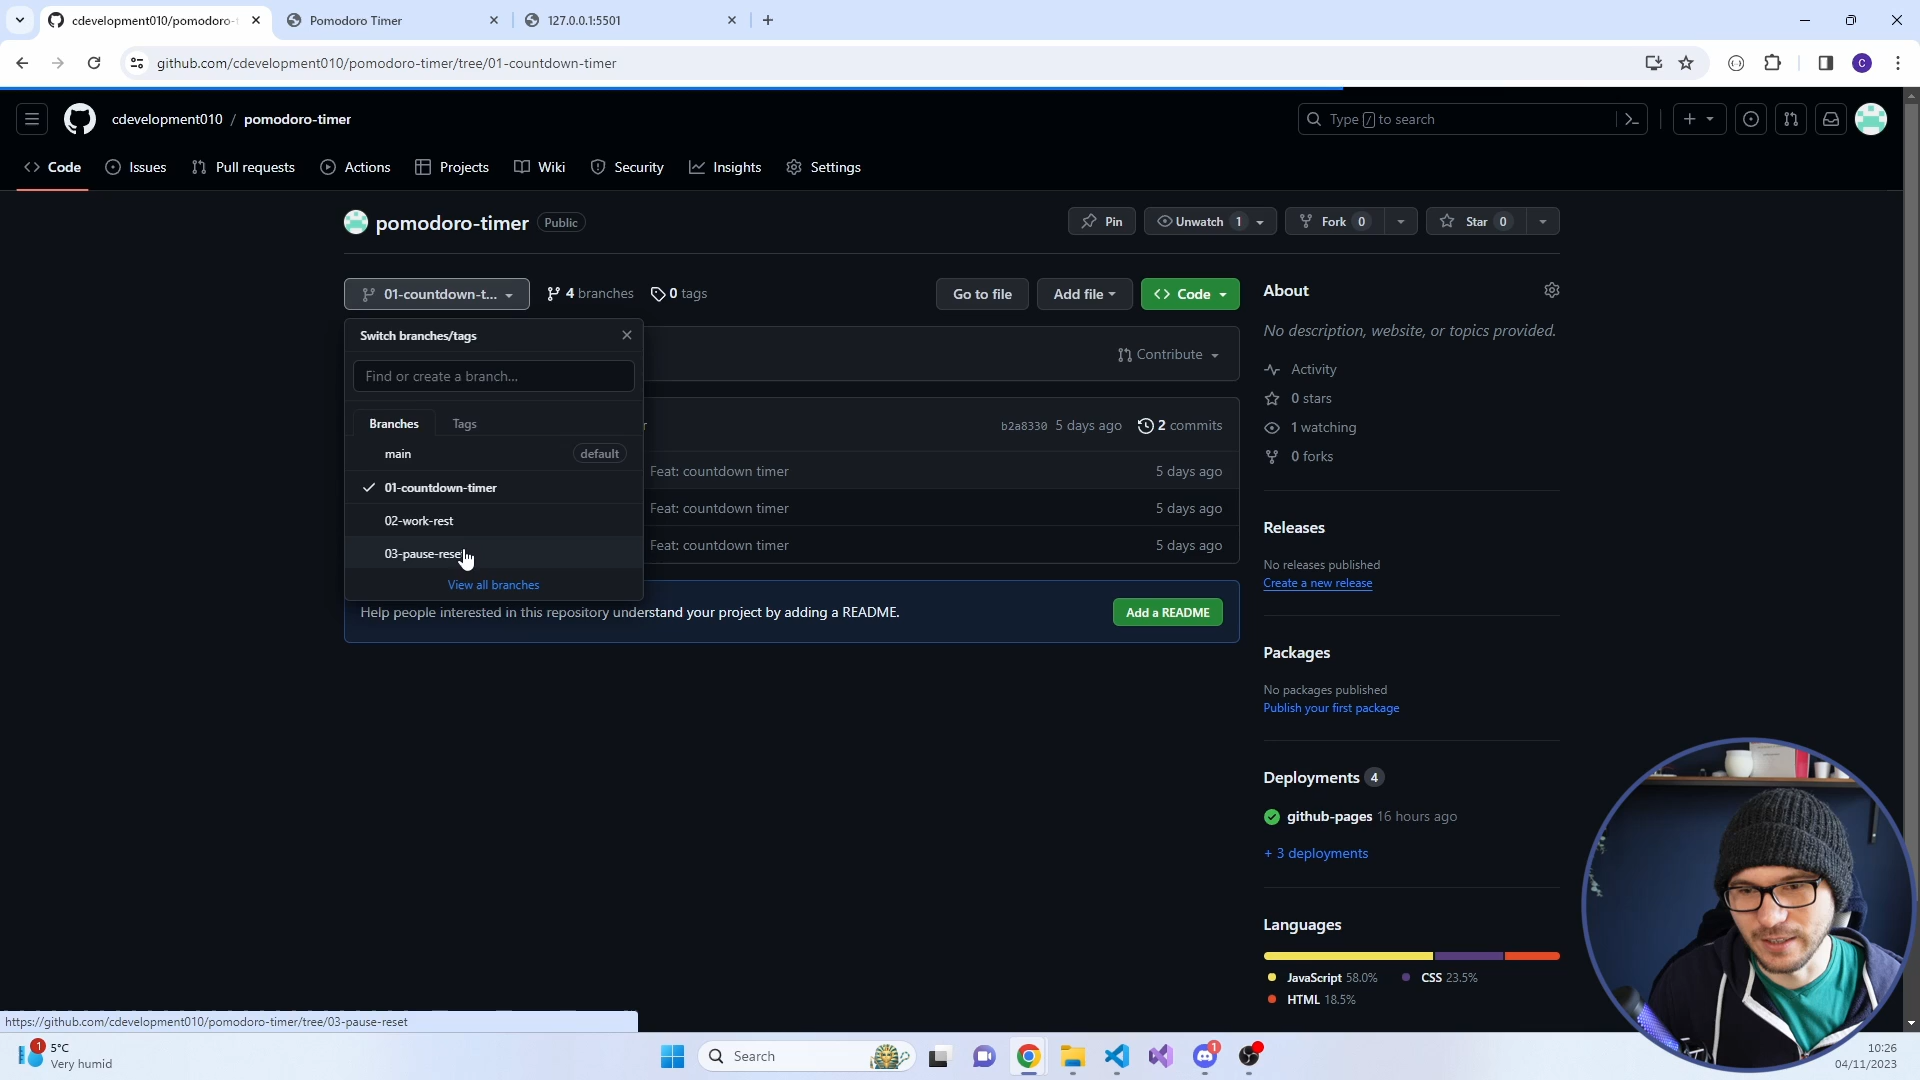 cdevelopment010/pomodoro-
Pomodoro Timer
127.0.0.1:5501
github.com/cdevelopment010/pomodoro-timer/tree/01-countdown-timer
C
cdevelopment010 / pomodoro-timer
Type / to search
Code
Issues
Pull requests
Actions
Projects
Wiki
Security
Insights
Settings
pomodoro-timer Public
Pin
Unwatch 1
Fork 0
Star 0
01-countdown-t...
4 branches
0 tags
Go to file
Add file
Code
About
No description, website, or topics provided.
Switch branches/tags
Find or create a branch...
Branches
Tags
main default
01-countdown-timer
02-work-rest
03-pause-reset
View all branches
Contribute
r
b2a8330 5 days ago
2 commits
Feat: countdown timer 5 days ago
Feat: countdown timer 5 days ago
Feat: countdown timer 5 days ago
Help people interested in this repository understand your project by adding a README.
Add a README
Activity
0 stars
1 watching
0 forks
Releases
No releases published
Create a new release
Packages
No packages published
Publish your first package
Deployments 4
github-pages 16 hours ago
+ 3 deployments
Languages
JavaScript 58.0%
CSS 23.5%
HTML 18.5%
https://github.com/cdevelopment010/pomodoro-timer/tree/03-pause-reset
1
5°C
Very humid
Search
1
10:26
04/11/2023